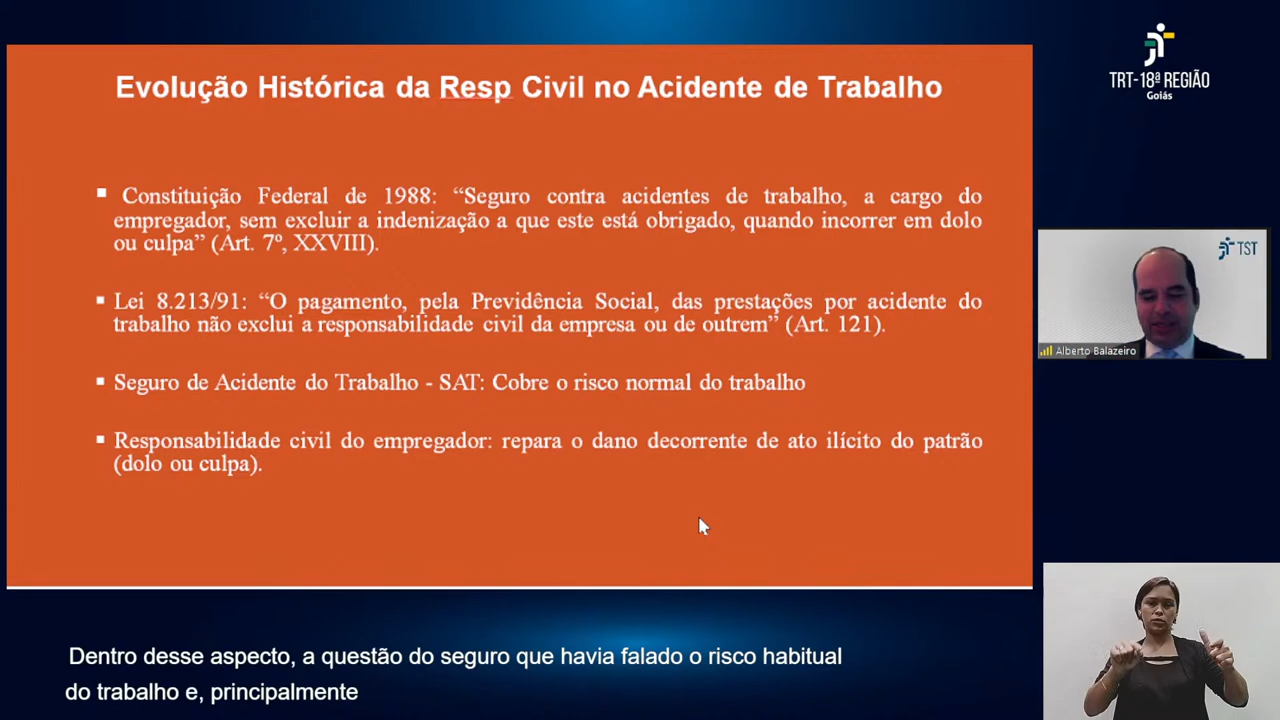 Evolução Histórica da Resp Civil no Acidente de Trabalho
▪ Constituição Federal de 1988: “Seguro contra acidentes de trabalho, a cargo do
empregador, sem excluir a indenização a que este está obrigado, quando incorrer em dolo
ou culpa” (Art. 7º, XXVIII).
▪ Lei 8.213/91: “O pagamento, pela Previdência Social, das prestações por acidente do
trabalho não exclui a responsabilidade civil da empresa ou de outrem” (Art. 121).
▪ Seguro de Acidente do Trabalho - SAT: Cobre o risco normal do trabalho
▪ Responsabilidade civil do empregador: repara o dano decorrente de ato ilícito do patrão
(dolo ou culpa).
TRT-18ª REGIÃO
Goiás
TST
Alberto Balazeiro
Dentro desse aspecto, a questão do seguro que havia falado o risco habitual
do trabalho e, principalmente